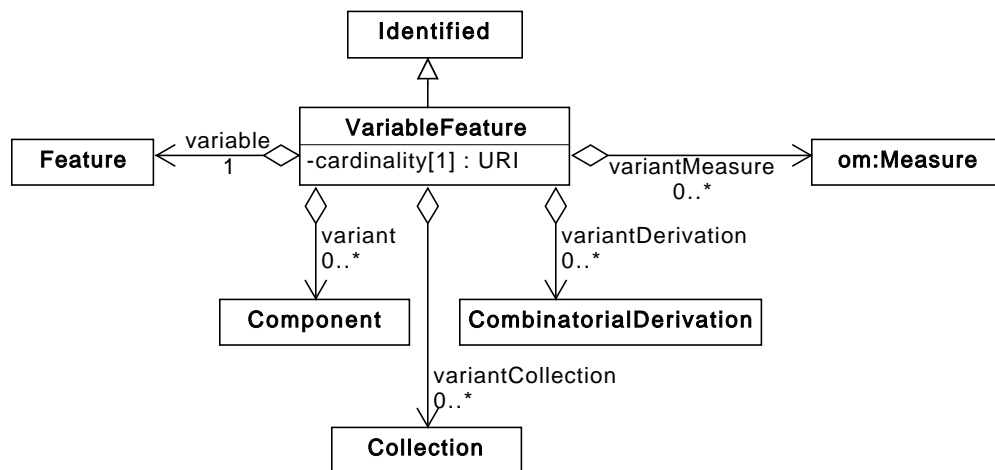 Identified
VariableFeature
-cardinality[1] : URI
Feature
variable
1
om:Measure
variantMeasure
0..*
variant
0..*
variantDerivation
0..*
Component
CombinatorialDerivation
variantCollection
0..*
Collection